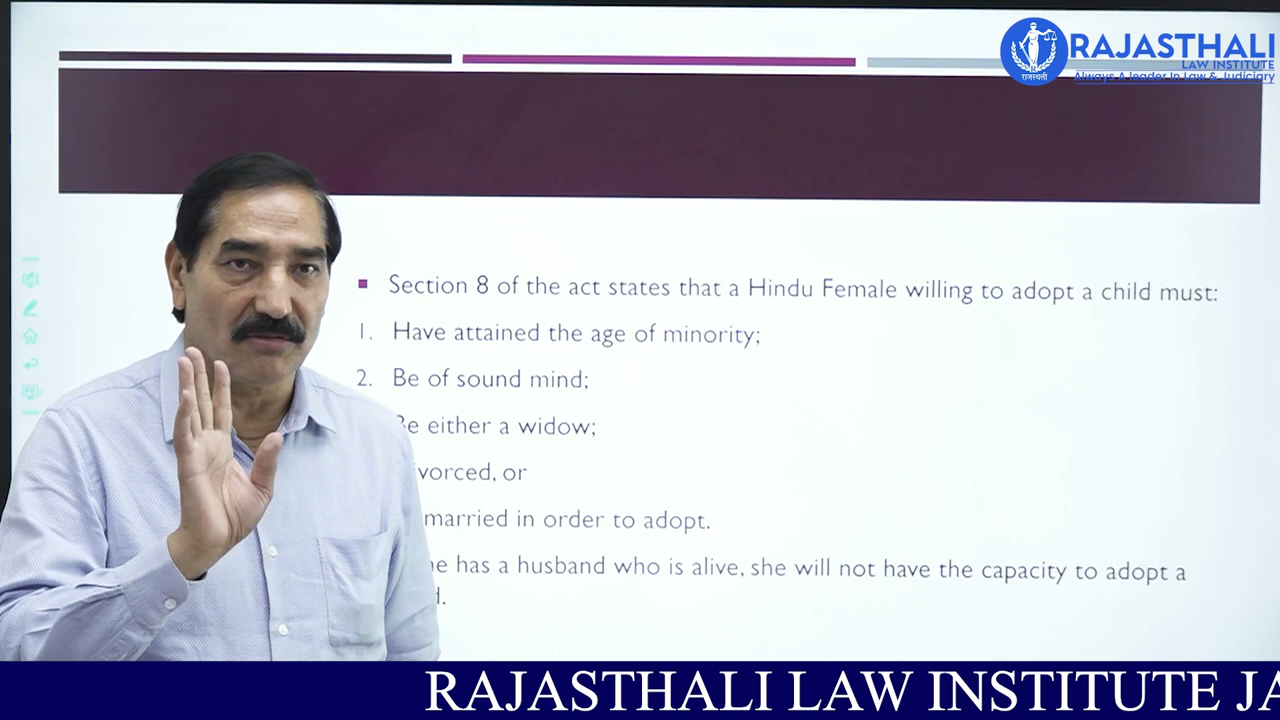 RAJASTHALI
LAW INSTITUTE
Always A leader In Law & Judiciary
राजस्थली
Section 8 of the act states that a Hindu Female willing to adopt a child must:
1. Have attained the age of minority;
2. Be of sound mind;
Be either a widow;
ivorced, or
married in order to adopt.
he has a husband who is alive, she will not have the capacity to adopt a
d.
RAJASTHALI LAW INSTITUTE JA